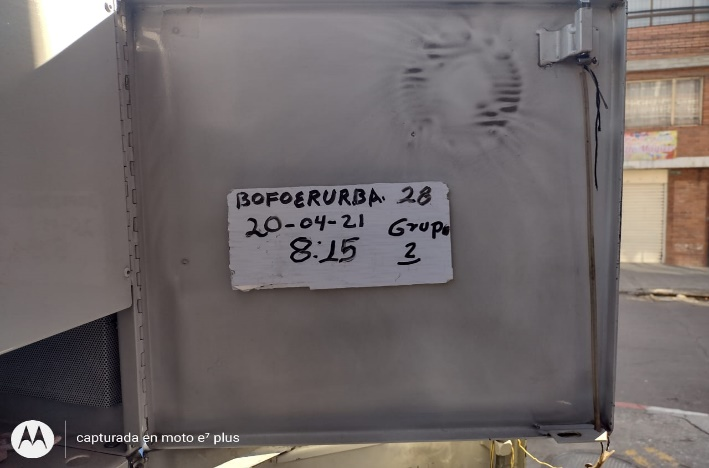 BOFOERURBA. 28
20-04-21 Grupo
8:15 2
capturada en moto e⁷ plus